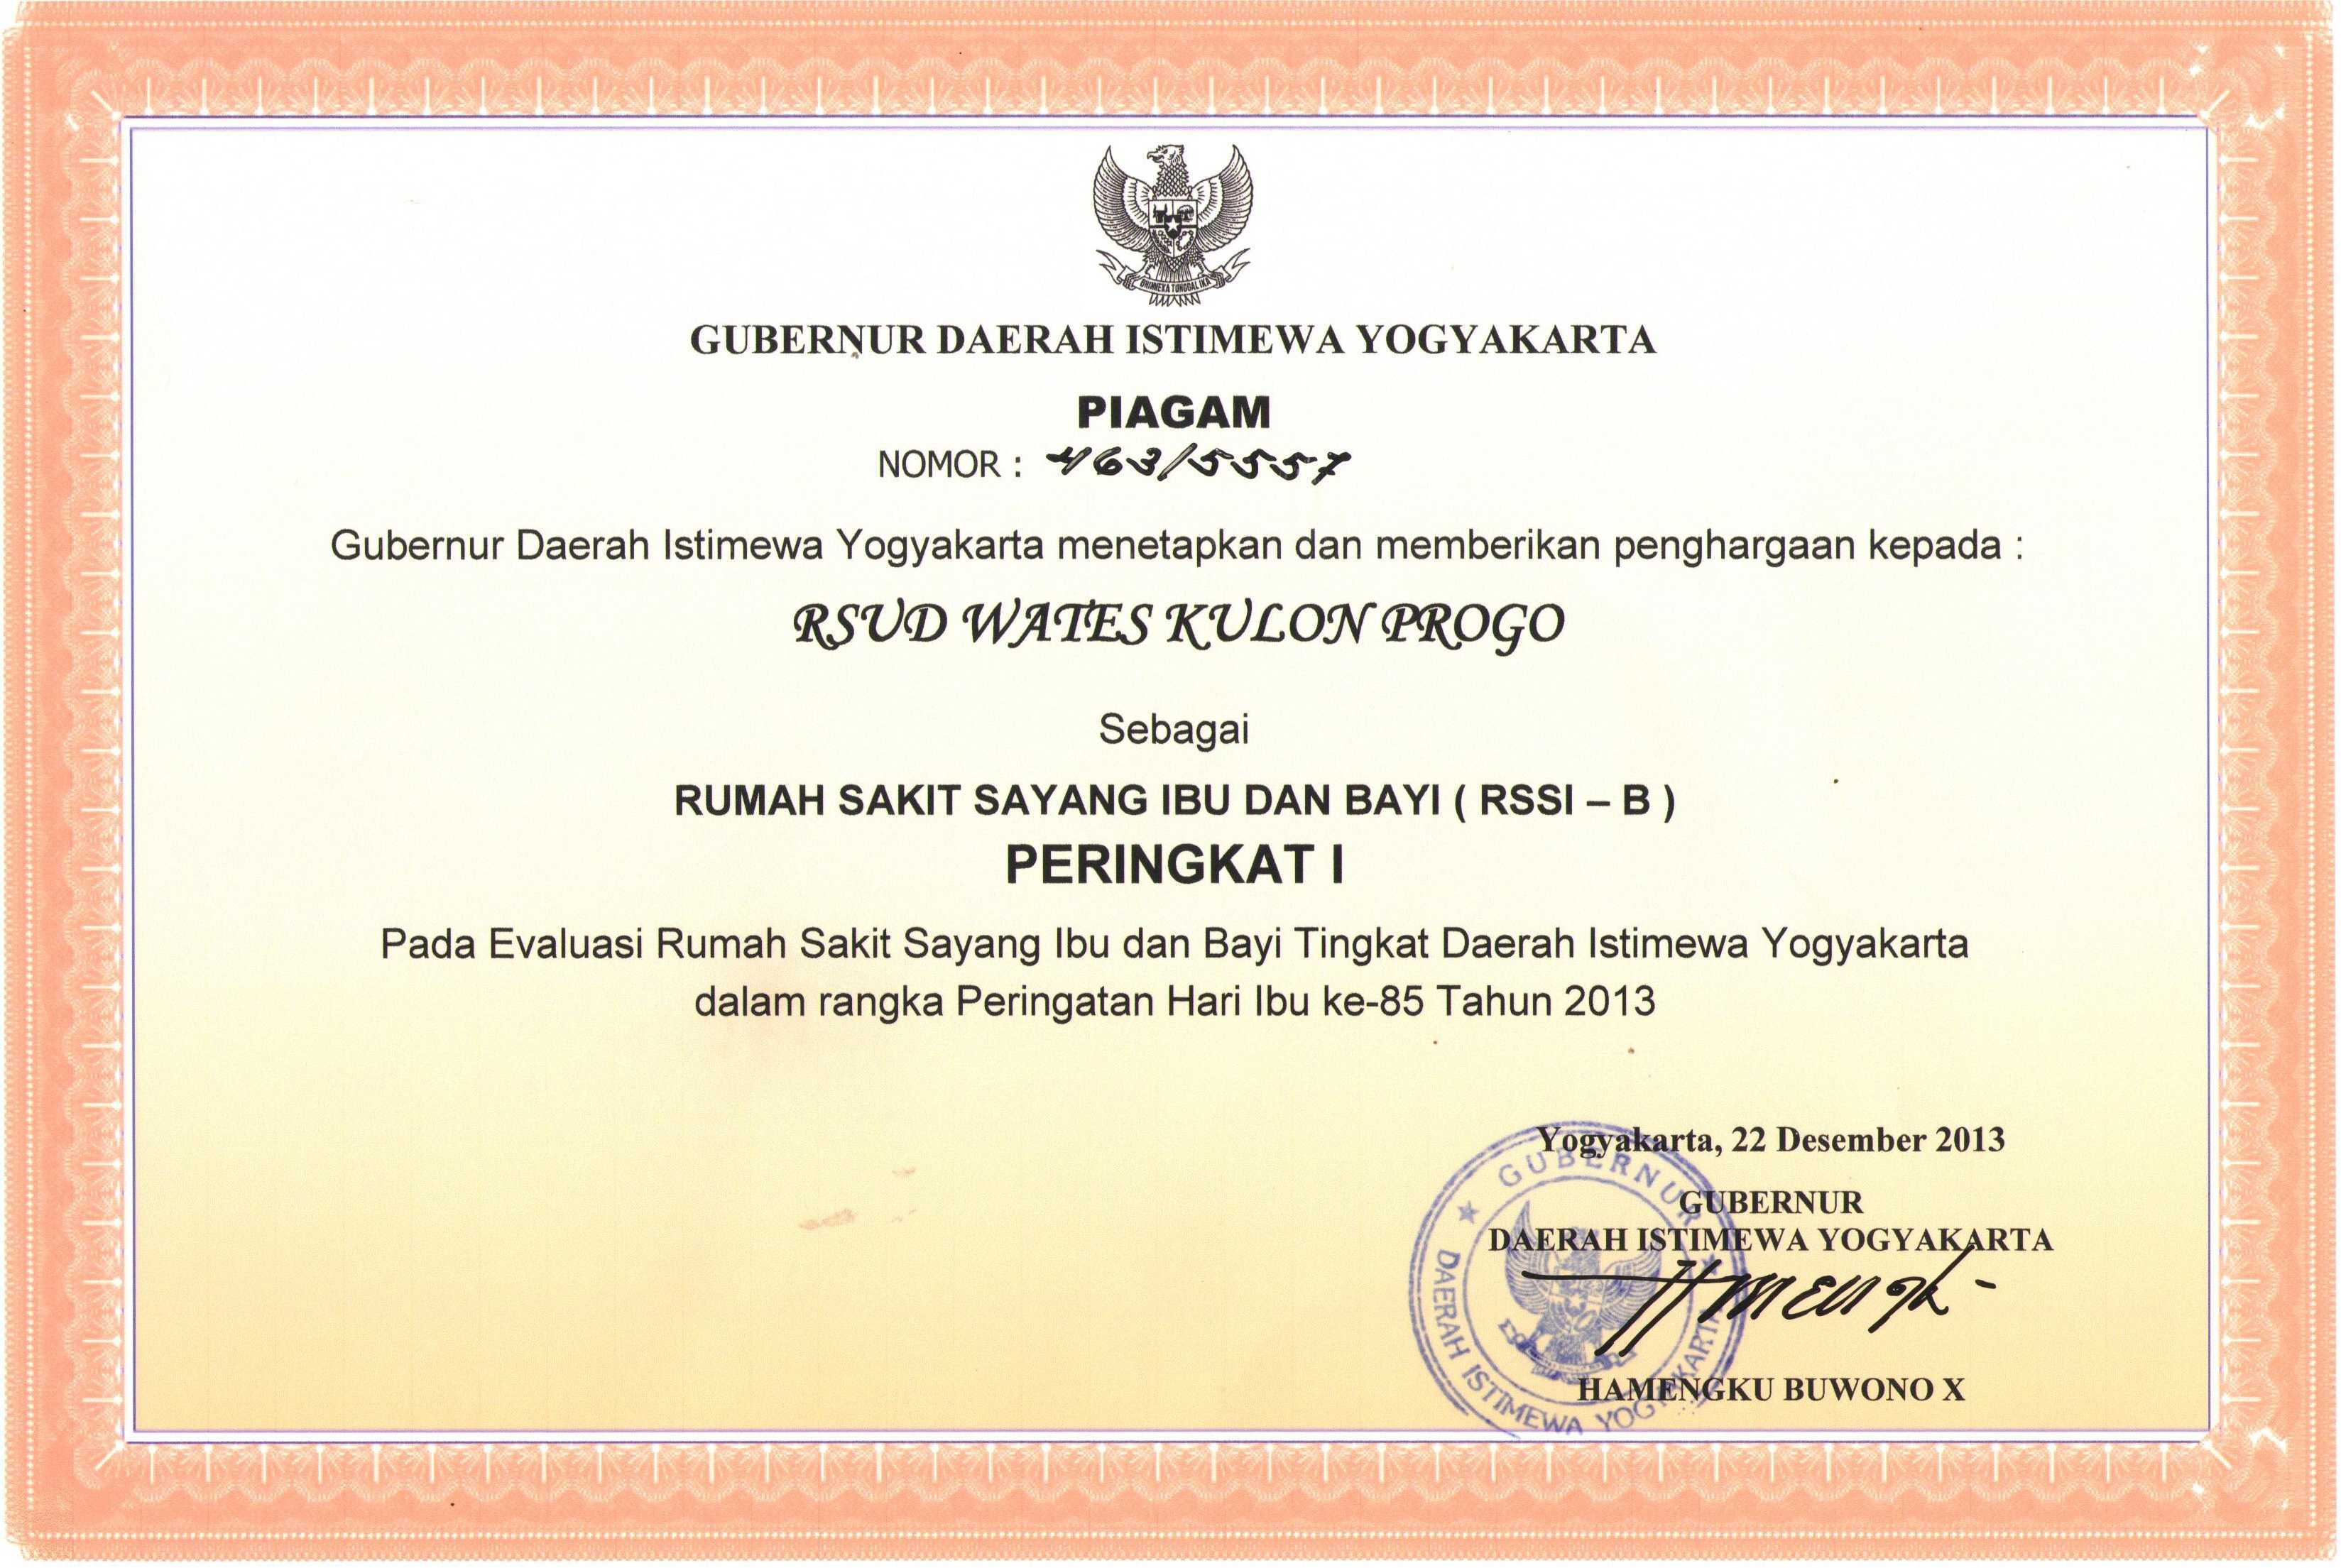 BHINNEKA TUNGGAL IKA
GUBERNUR DAERAH ISTIMEWA YOGYAKARTA
PIAGAM
NOMOR : 463/5557
Gubernur Daerah Istimewa Yogyakarta menetapkan dan memberikan penghargaan kepada :
RSUD WATES KULON PROGO
Sebagai
RUMAH SAKIT SAYANG IBU DAN BAYI ( RSSI – B )
PERINGKAT I
Pada Evaluasi Rumah Sakit Sayang Ibu dan Bayi Tingkat Daerah Istimewa Yogyakarta
dalam rangka Peringatan Hari Ibu ke-85 Tahun 2013
Yogyakarta, 22 Desember 2013
GUBERNUR
DAERAH ISTIMEWA YOGYAKARTA
HAMENGKU BUWONO X
GUBERNUR
DAERAH ISTIMEWA YOGYAKARTA